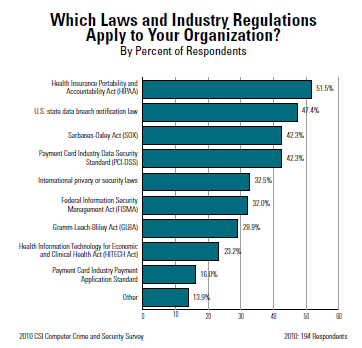 Which Laws and Industry Regulations
Apply to Your Organization?
By Percent of Respondents
Health Insurance Portability and
Accountability Act (HIPAA)
51.5%
U.S. state data breach notification law
47.4%
Sarbanes-Oxley Act (SOX)
42.3%
Payment Card Industry Data Security
Standard (PCI-DSS)
42.3%
International privacy or security laws
32.5%
Federal Information Security
Management Act (FISMA)
32.0%
Gramm-Leach-Bliley Act (GLBA)
28.9%
Health Information Technology for Economic
and Clinical Health Act (HITECH Act)
23.2%
Payment Card Industry Payment
Application Standard
16.0%
Other
13.9%
0 10 20 30 40 50 60
2010 CSI Computer Crime and Security Survey
2010: 194 Respondents